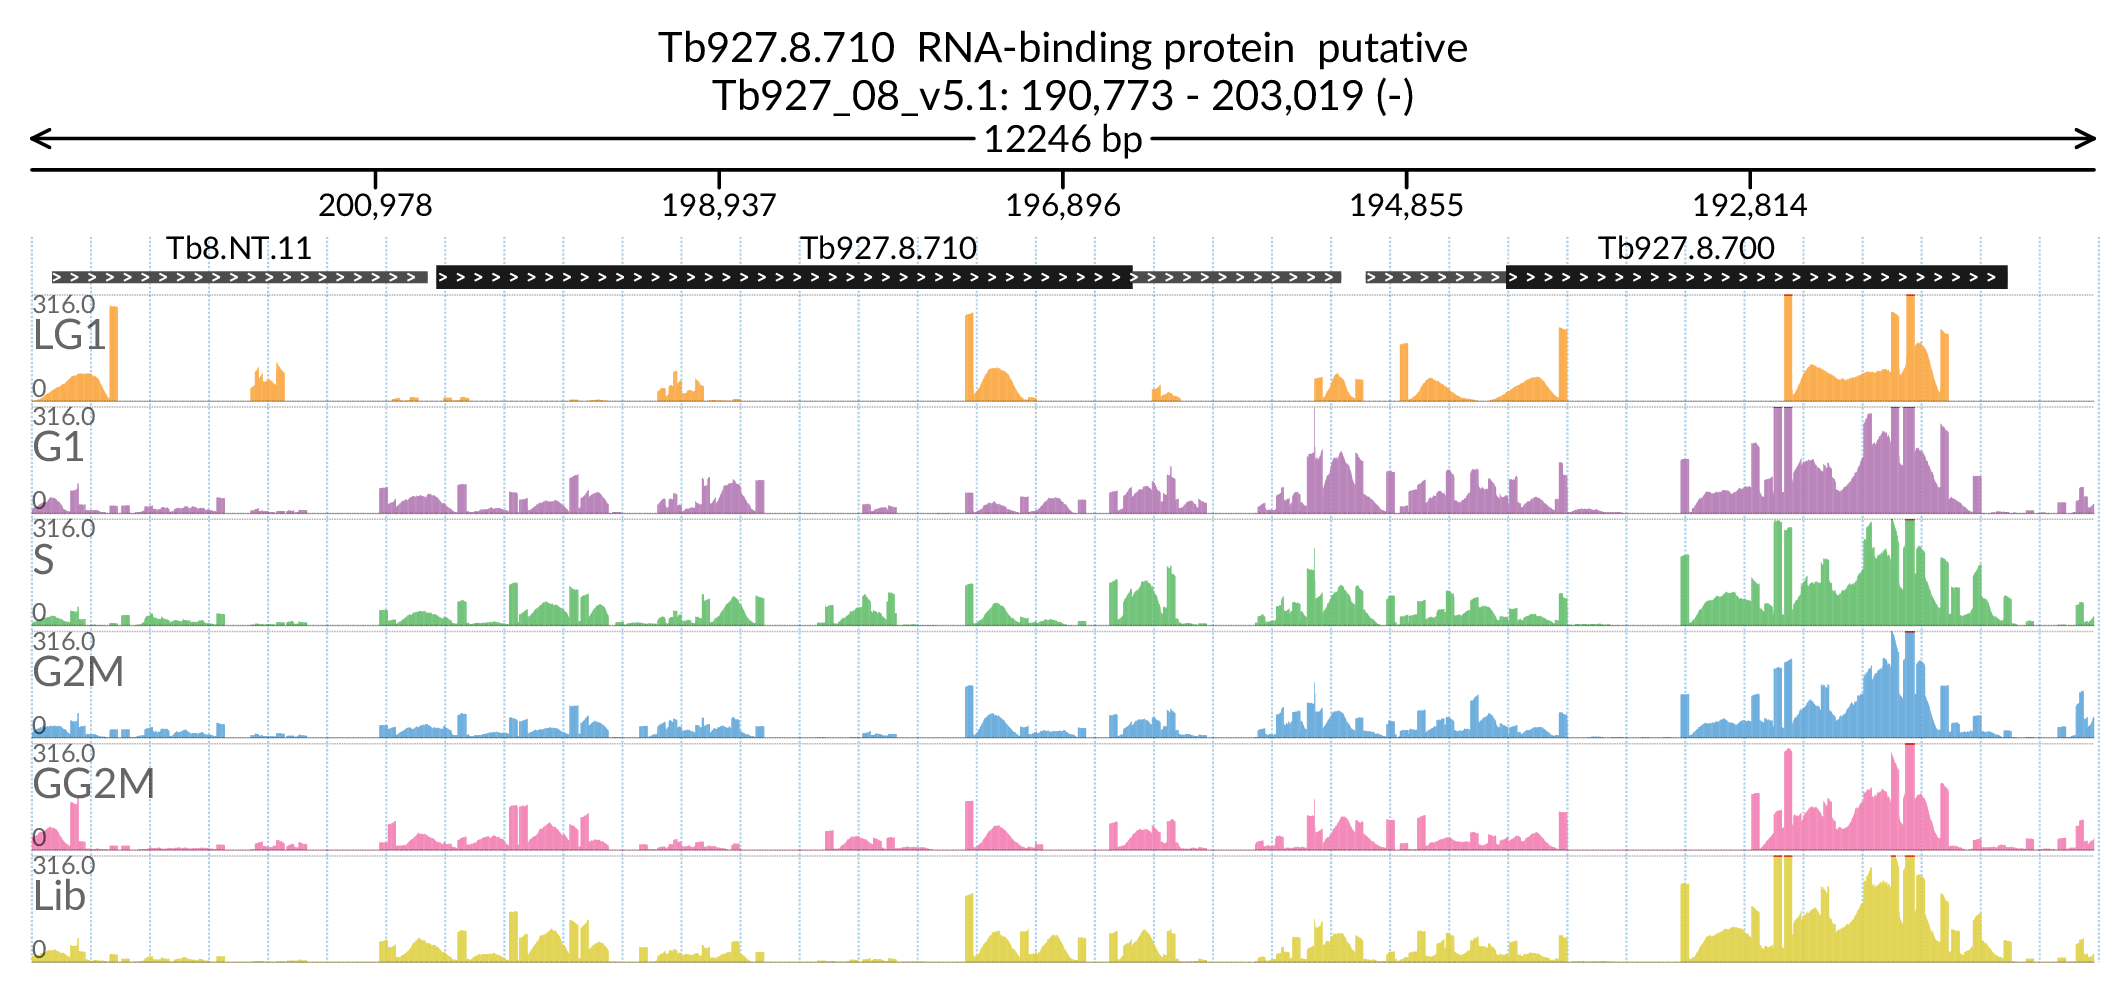 Tb927.8.710  RNA-binding protein  putative
Tb927_08_v5.1: 190,773 - 203,019 (-)
12246 bp
200,978 198,937 196,896 194,855 192,814
Tb8.NT.11 Tb927.8.710 Tb927.8.700
316.0
LG1
0
316.0
G1
0
316.0
S
0
316.0
G2M
0
316.0
GG2M
0
316.0
Lib
0